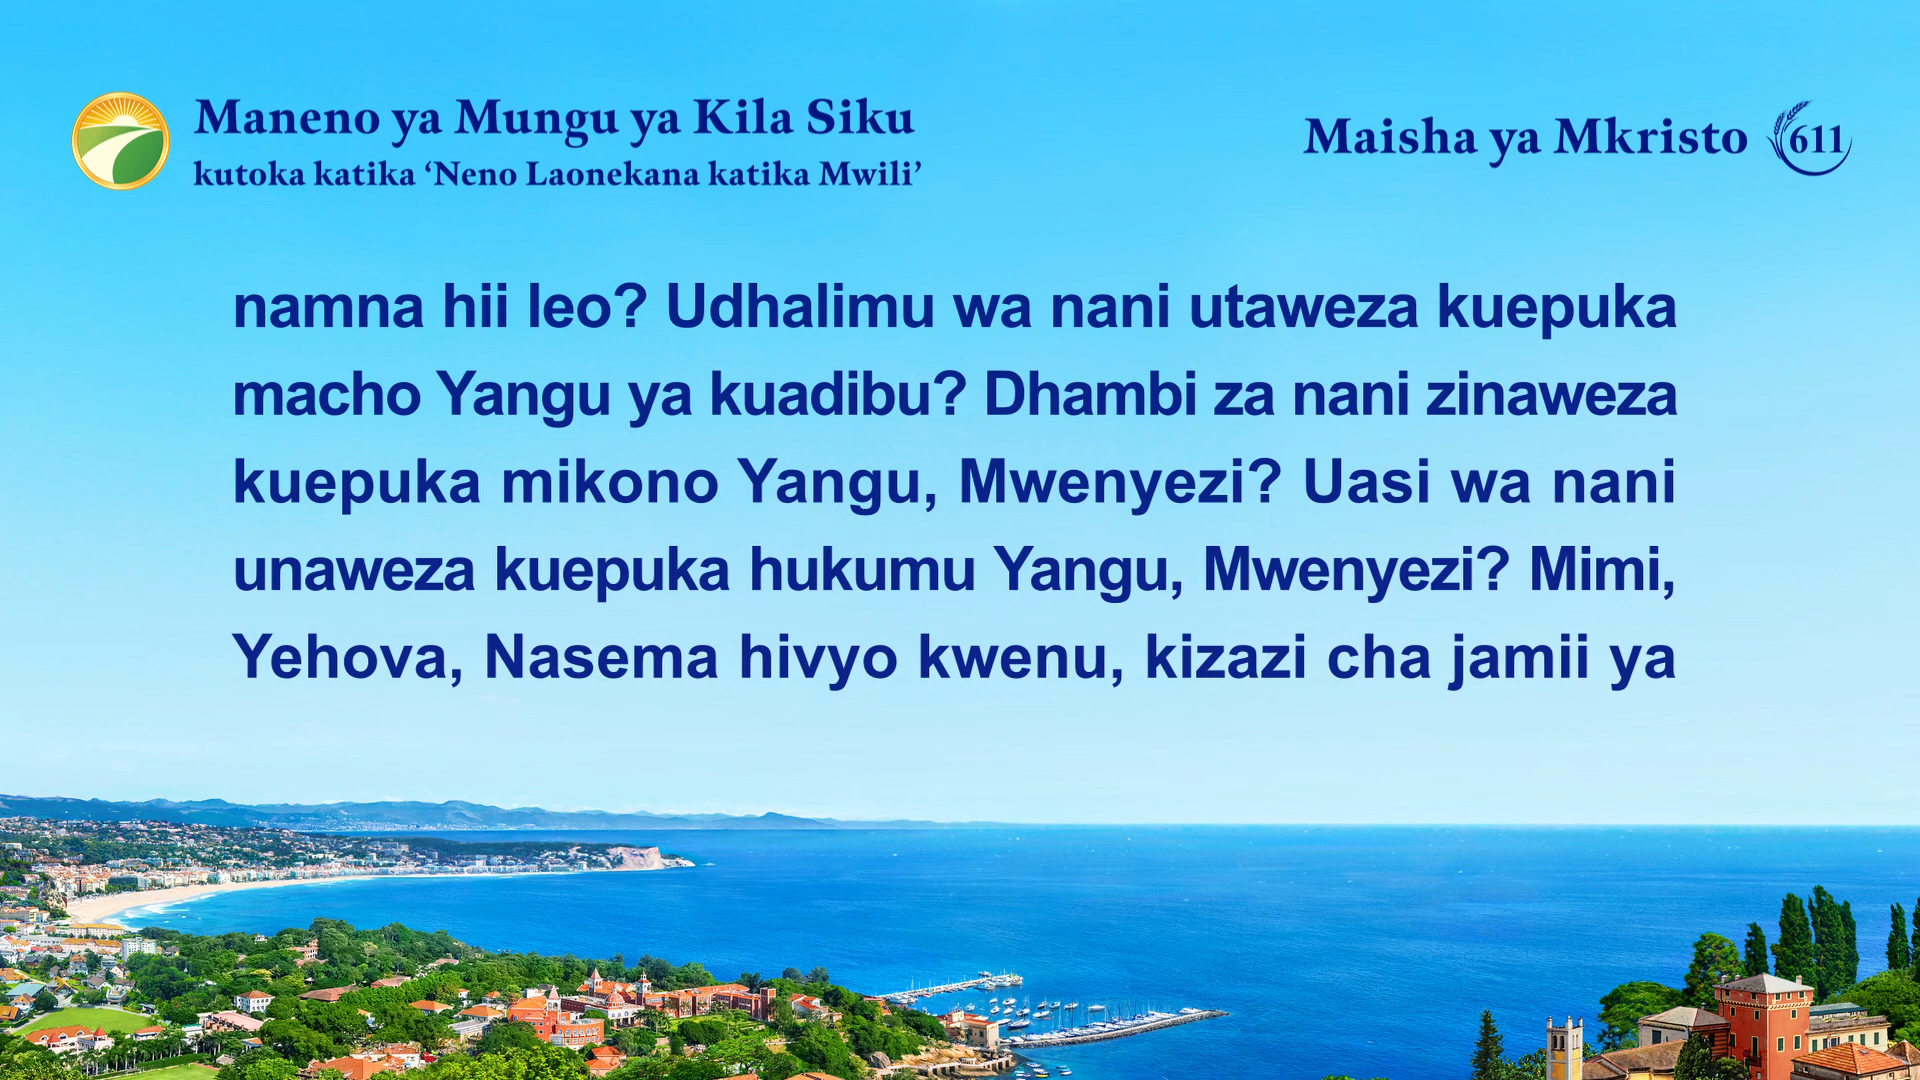 Maneno ya Mungu ya Kila Siku
kutoka katika ‘Neno Laonekana katika Mwili’
Maisha ya Mkristo 611
namna hii leo? Udhalimu wa nani utaweza kuepuka
macho Yangu ya kuadibu? Dhambi za nani zinaweza
kuepuka mikono Yangu, Mwenyezi? Uasi wa nani
unaweza kuepuka hukumu Yangu, Mwenyezi? Mimi,
Yehova, Nasema hivyo kwenu, kizazi cha jamii ya